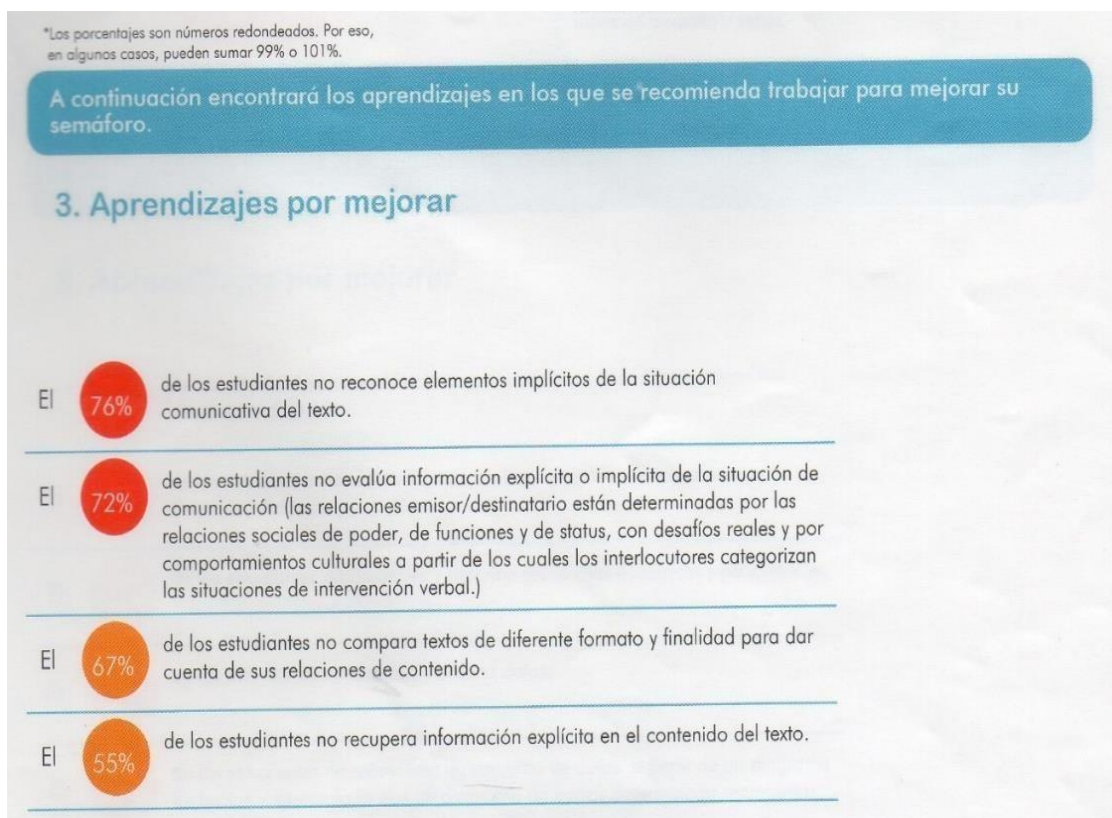 *Los porcentajes son números redondeados. Por eso,
en algunos casos, pueden sumar 99% o 101%.
A continuación encontrará los aprendizajes en los que se recomienda trabajar para mejorar su
semáforo.
3. Aprendizajes por mejorar
El 76% de los estudiantes no reconoce elementos implícitos de la situación
comunicativa del texto.
El 72% de los estudiantes no evalúa información explícita o implícita de la situación de
comunicación (las relaciones emisor/destinatario están determinadas por las
relaciones sociales de poder, de funciones y de status, con desafíos reales y por
comportamientos culturales a partir de los cuales los interlocutores categorizan
las situaciones de intervención verbal.)
El 67% de los estudiantes no compara textos de diferente formato y finalidad para dar
cuenta de sus relaciones de contenido.
El 55% de los estudiantes no recupera información explícita en el contenido del texto.